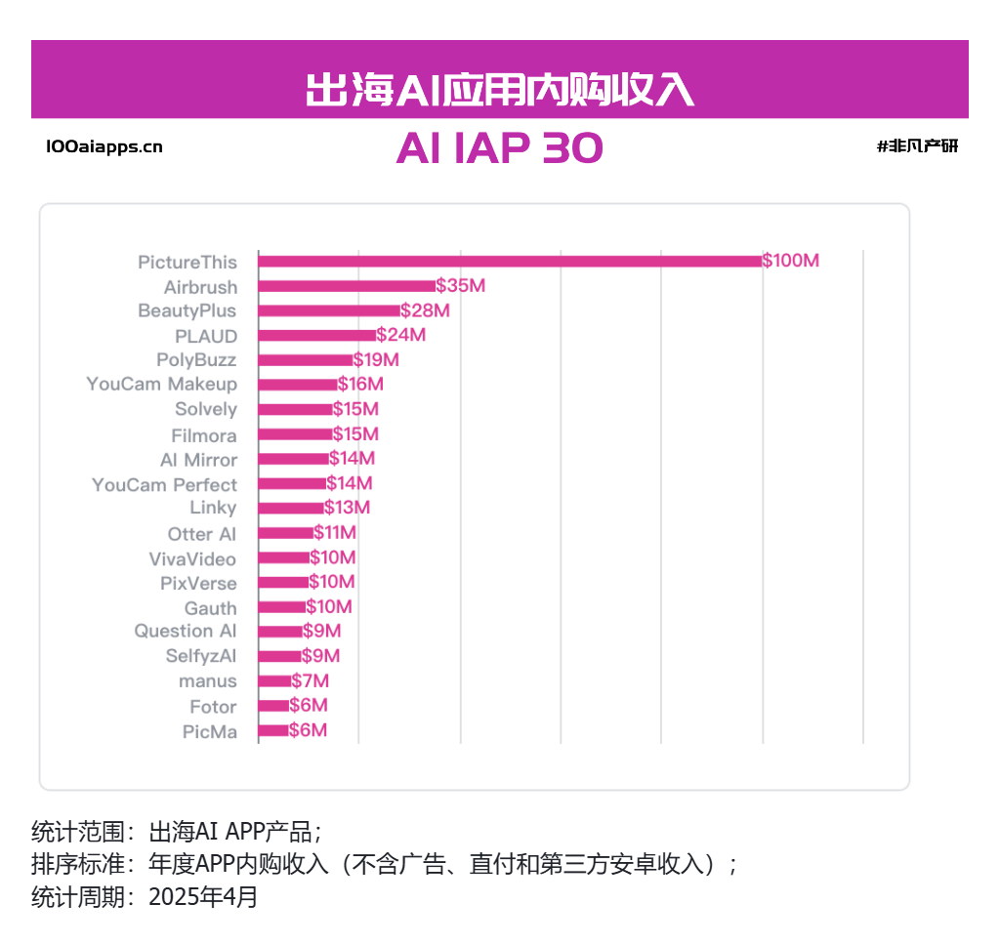 出海AI应用内购收入
100aiapps.cn
AI IAP 30
#非凡产研
PictureThis $100M
Airbrush $35M
BeautyPlus $28M
PLAUD $24M
PolyBuzz $19M
YouCam Makeup $16M
Solvely $15M
Filmora $15M
AI Mirror $14M
YouCam Perfect $14M
Linky $13M
Otter AI $11M
VivaVideo $10M
PixVerse $10M
Gauth $10M
Question AI $9M
SelfyzAI $9M
manus $7M
Fotor $6M
PicMa $6M
统计范围：出海AI APP产品；
排序标准：年度APP内购收入（不含广告、直付和第三方安卓收入）；
统计周期：2025年4月